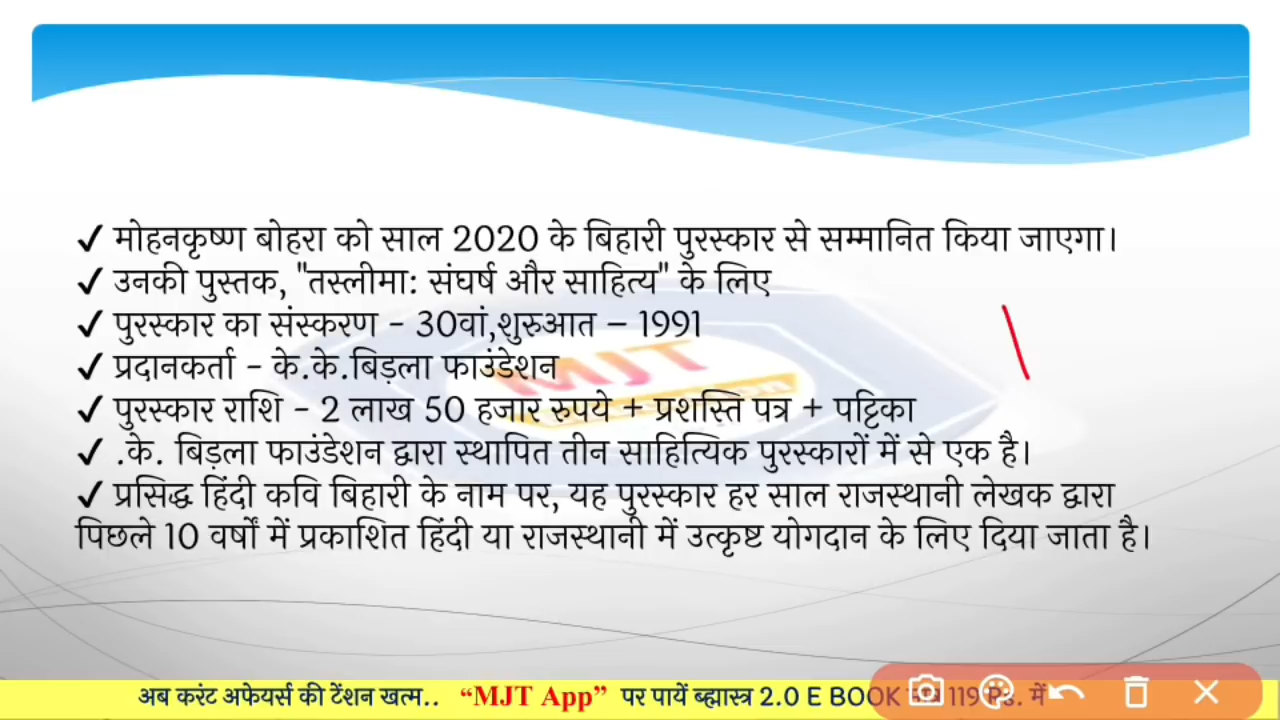 ✓ मोहनकृष्ण बोहरा को साल 2020 के बिहारी पुरस्कार से सम्मानित किया जाएगा।
✓ उनकी पुस्तक, "तस्लीमा: संघर्ष और साहित्य" के लिए
✓ पुरस्कार का संस्करण - 30वां,शुरुआत – 1991
✓ प्रदानकर्ता - के.के.बिड़ला फाउंडेशन
✓ पुरस्कार राशि - 2 लाख 50 हजार रुपये + प्रशस्ति पत्र + पट्टिका
✓ .के. बिड़ला फाउंडेशन द्वारा स्थापित तीन साहित्यिक पुरस्कारों में से एक है।
✓ प्रसिद्ध हिंदी कवि बिहारी के नाम पर, यह पुरस्कार हर साल राजस्थानी लेखक द्वारा
पिछले 10 वर्षों में प्रकाशित हिंदी या राजस्थानी में उत्कृष्ट योगदान के लिए दिया जाता है।
MJT
अब करंट अफेयर्स की टेंशन खत्म.. “MJT App” पर पायें ब्ह्मास्त्र 2.0 E BOOK 119 Rs. में